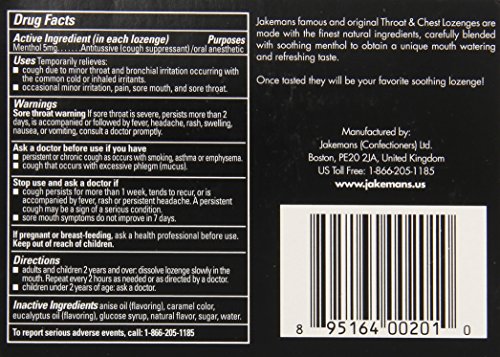 Drug Facts
Active Ingredient (in each lozenge) Purposes
Menthol 5mg.......Antitussive (cough suppressant) /oral anesthetic
Uses Temporarily relieves:
■ cough due to minor throat and bronchial irritation occurring with
the common cold or inhaled irritants.
■ occasional minor irritation, pain, sore mouth, and sore throat.
Warnings
Sore throat warning If sore throat is severe, persists more than 2
days, is accompanied or followed by fever, headache, rash, swelling,
nausea, or vomiting, consult a doctor promptly.
Ask a doctor before use if you have
■ persistent or chronic cough as occurs with smoking, asthma or emphysema.
■ cough that occurs with excessive phlegm (mucus).
Stop use and ask a doctor if
■ cough persists for more than 1 week, tends to recur, or is
accompanied by fever, rash or persistent headache. A persistent
cough may be a sign of a serious condition.
■ sore mouth symptoms do not improve in 7 days.
If pregnant or breast-feeding, ask a health professional before use.
Keep out of reach of children.
Directions
■ adults and children 2 years and over: dissolve lozenge slowly in the
mouth. Repeat every 2 hours as needed or as directed by a doctor.
■ children under 2 years of age: ask a doctor.
Inactive Ingredients anise oil (flavoring), caramel color,
eucalyptus oil (flavoring), glucose syrup, natural flavor, sugar, water.
To report serious adverse events, call: 1-866-205-1185
Jakemans famous and original Throat & Chest Lozenges are
made with the finest natural ingredients, carefully blended
with soothing menthol to obtain a unique mouth watering
and refreshing taste.
Once tasted they will be your favorite soothing lozenge!
Manufactured by:
Jakemans (Confectioners) Ltd.
Boston, PE20 2JA, United Kingdom
US Toll Free: 1-866-205-1185
www.jakemans.us
8 95164 00201 0